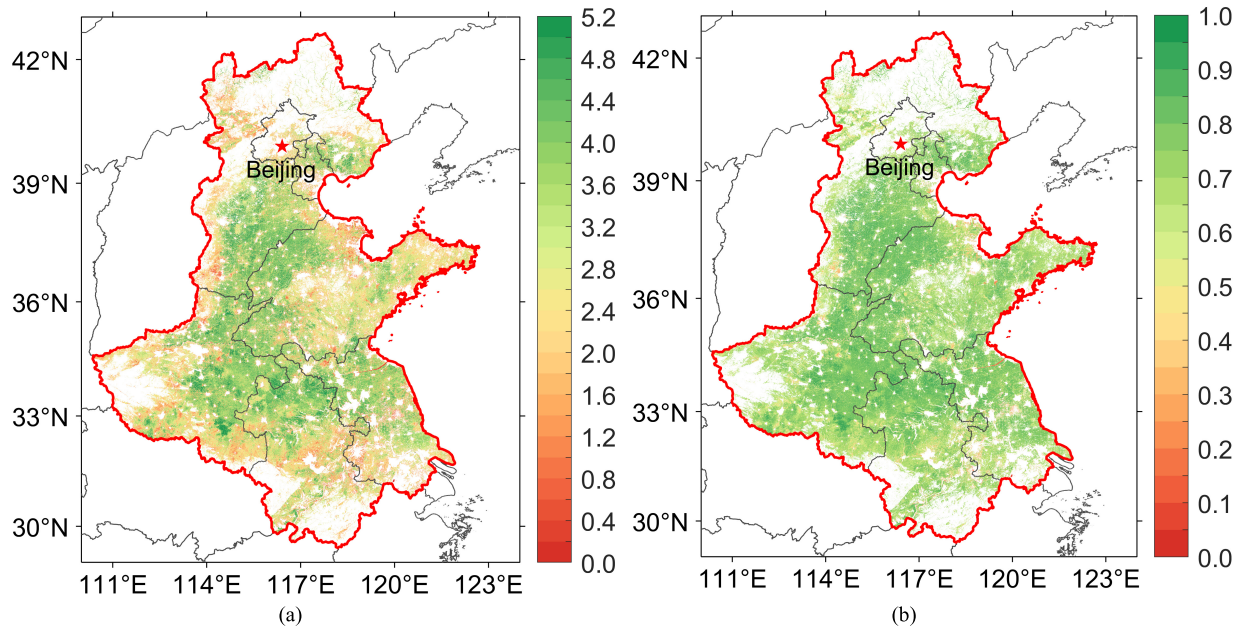 42°N
39°N
36°N
33°N
30°N
111°E
114°E
117°E
120°E
123°E
Beijing
5.2
4.8
4.4
4.0
3.6
3.2
2.8
2.4
2.0
1.6
1.2
0.8
0.4
0.0
(a)
42°N
39°N
36°N
33°N
30°N
111°E
114°E
117°E
120°E
123°E
Beijing
1.0
0.9
0.8
0.7
0.6
0.5
0.4
0.3
0.2
0.1
0.0
(b)